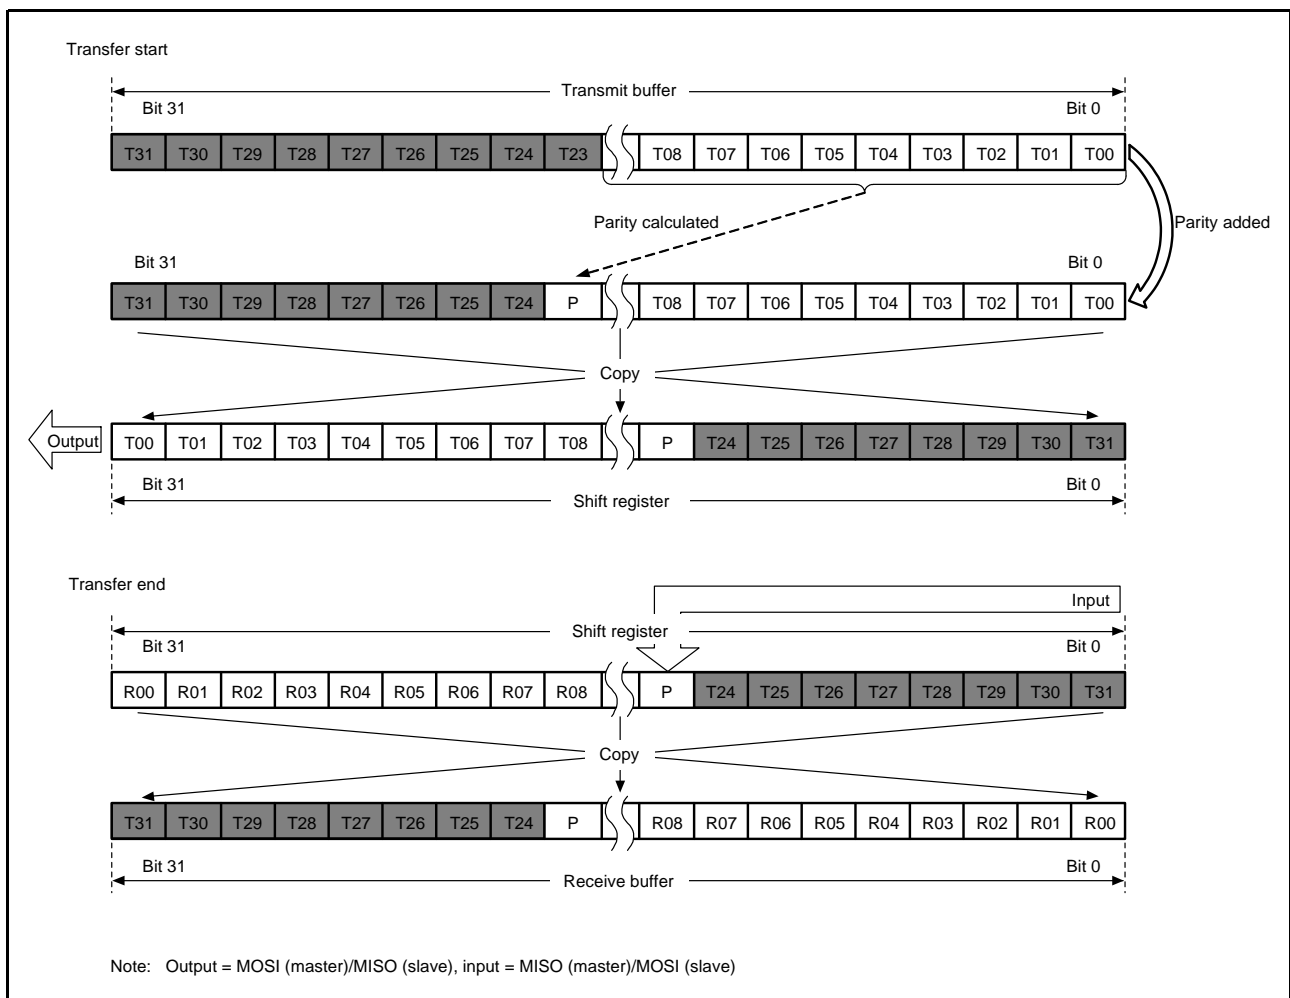 Transfer start
Transmit buffer
Bit 31 Bit 0
T31 T30 T29 T28 T27 T26 T25 T24 T23 T08 T07 T06 T05 T04 T03 T02 T01 T00
Parity calculated Parity added
Bit 31 Bit 0
T31 T30 T29 T28 T27 T26 T25 T24 P T08 T07 T06 T05 T04 T03 T02 T01 T00
Copy
Output T00 T01 T02 T03 T04 T05 T06 T07 T08 P T24 T25 T26 T27 T28 T29 T30 T31
Bit 31 Bit 0
Shift register
Transfer end
Input
Shift register
Bit 31 Bit 0
R00 R01 R02 R03 R04 R05 R06 R07 R08 P T24 T25 T26 T27 T28 T29 T30 T31
Copy
T31 T30 T29 T28 T27 T26 T25 T24 P R08 R07 R06 R05 R04 R03 R02 R01 R00
Bit 31 Bit 0
Receive buffer
Note: Output = MOSI (master)/MISO (slave), input = MISO (master)/MOSI (slave)